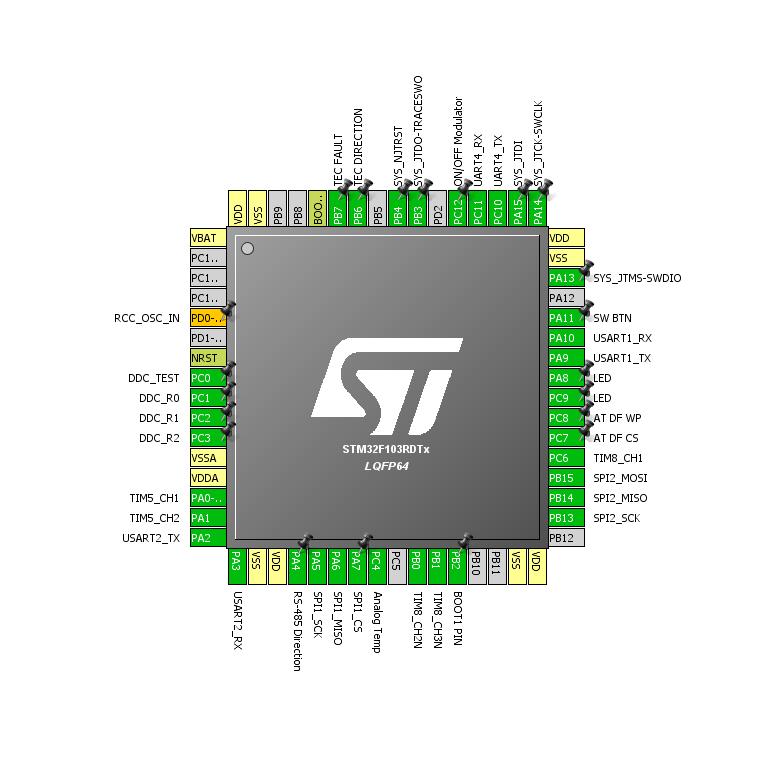 TEC FAULT
TEC DIRECTION
SYS_NJTRST
SYS_JTDO-TRACESWO
ON/OFF Modulator
UART4_RX
UART4_TX
SYS_JTDI
SYS_JTCK-SWCLK
VDD
VSS
PB9
PB8
BOO..
PB7
PB6
PB5
PB4
PB3
PD2
PC12
PC11
PC10
PA15
PA14
VBAT
PC1..
PC1..
PC1..
RCC_OSC_IN PD0-..
PD1-..
NRST
DDC_TEST PC0
DDC_R0 PC1
DDC_R1 PC2
DDC_R2 PC3
VSSA
VDDA
TIM5_CH1 PA0-..
TIM5_CH2 PA1
USART2_TX PA2
ST
STM32F103RDTx
LQFP64
VDD
VSS
PA13 SYS_JTMS-SWDIO
PA12
PA11 SW BTN
PA10 USART1_RX
PA9 USART1_TX
PA8 LED
PC9 LED
PC8 AT DF WP
PC7 AT DF CS
PC6 TIM8_CH1
PB15 SPI2_MOSI
PB14 SPI2_MISO
PB13 SPI2_SCK
PB12
PA3
VSS
VDD
PA4
PA5
PA6
PA7
PC4
PC5
PB0
PB1
PB2
PB10
PB11
VSS
VDD
USART2_RX
RS-485 Direction
SPI1_SCK
SPI1_MISO
SPI1_CS
Analog Temp
TIM8_CH2N
TIM8_CH3N
BOOT1 PIN